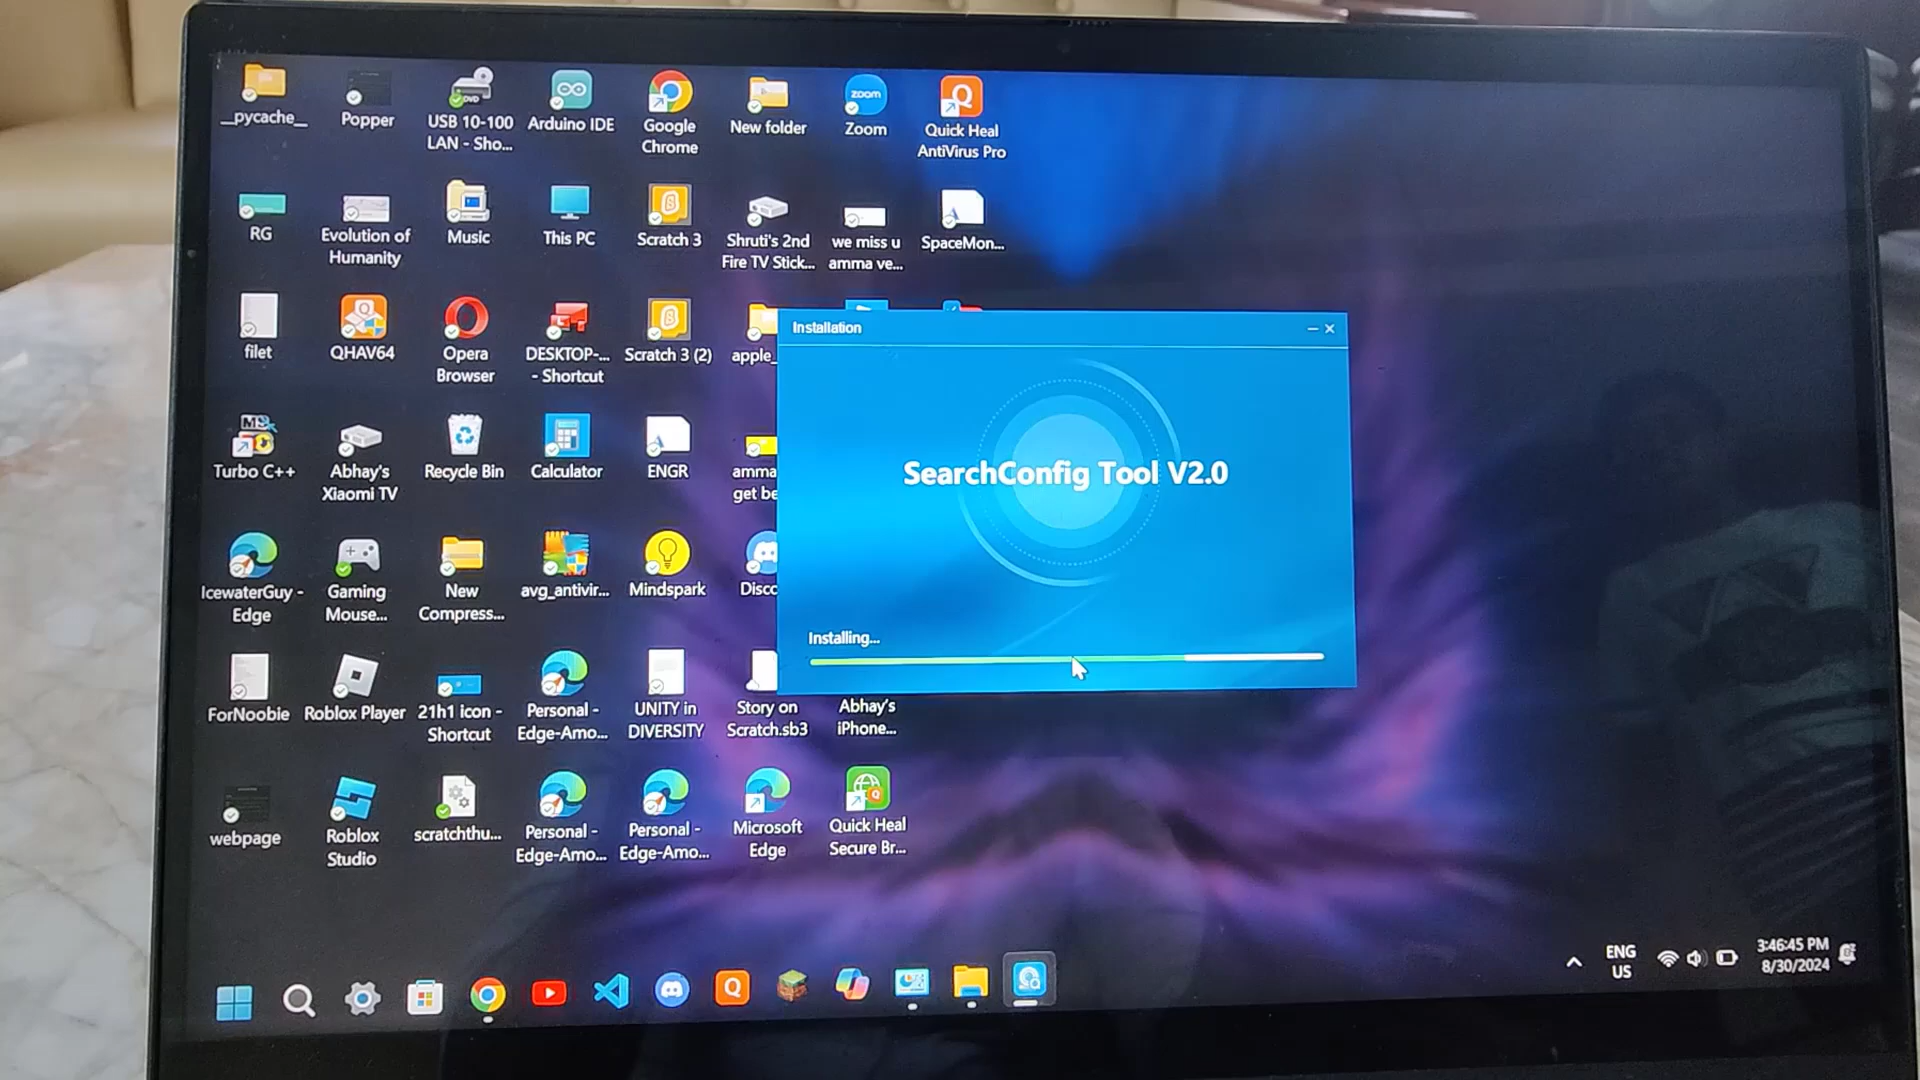 __pycache__
Popper
USB 10-100
LAN - Sho...
Arduino IDE
Google
Chrome
New folder
zoom
Zoom
Quick Heal
AntiVirus Pro
RG
Evolution of
Humanity
Music
This PC
Scratch 3
Shruti's 2nd
Fire TV Stick...
we miss u
amma ve...
SpaceMon...
filet
QHAV64
Opera
Browser
DESKTOP-...
- Shortcut
Scratch 3 (2)
apple_
Turbo C++
Abhay's
Xiaomi TV
Recycle Bin
Calculator
ENGR
amma
get be
IcewaterGuy -
Edge
Gaming
Mouse...
New
Compress...
avg_antivir...
Mindspark
Disco
ForNoobie
Roblox Player
21h1 icon -
Shortcut
Personal -
Edge-Amo...
UNITY in
DIVERSITY
Story on
Scratch.sb3
Abhay's
iPhone...
webpage
Roblox
Studio
scratchthu...
Personal -
Edge-Amo...
Personal -
Edge-Amo...
Microsoft
Edge
Quick Heal
Secure Br...
Installation
SearchConfig Tool V2.0
Installing...
ENG
US
3:46:45 PM
8/30/2024